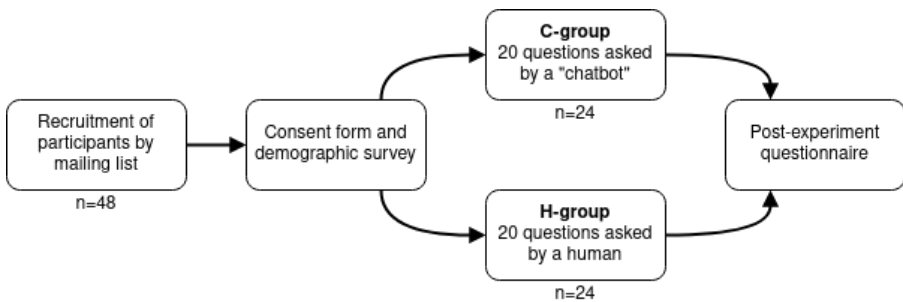 Recruitment of
participants by
mailing list
n=48
Consent form and
demographic survey
C-group
20 questions asked
by a "chatbot"
n=24
H-group
20 questions asked
by a human
n=24
Post-experiment
questionnaire